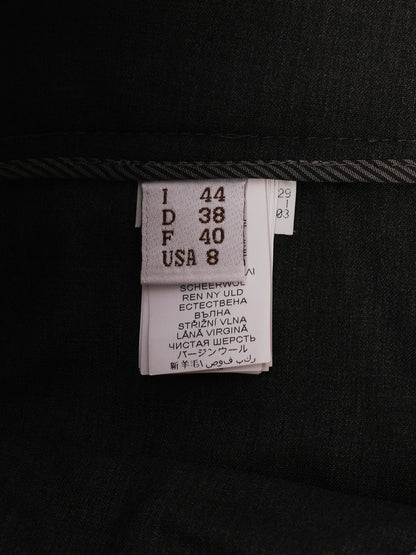 I 44
D 38
F 40
USA 8
29
03
SCHEERWOL
REN NY ULD
ЕСТЕСТВЕНА
ВЪЛНА
STŘIŽNÍ VLNA
LÂNĂ VIRGINĂ
ЧИСТАЯ ШЕРСТЬ
バージンウール
新羊毛